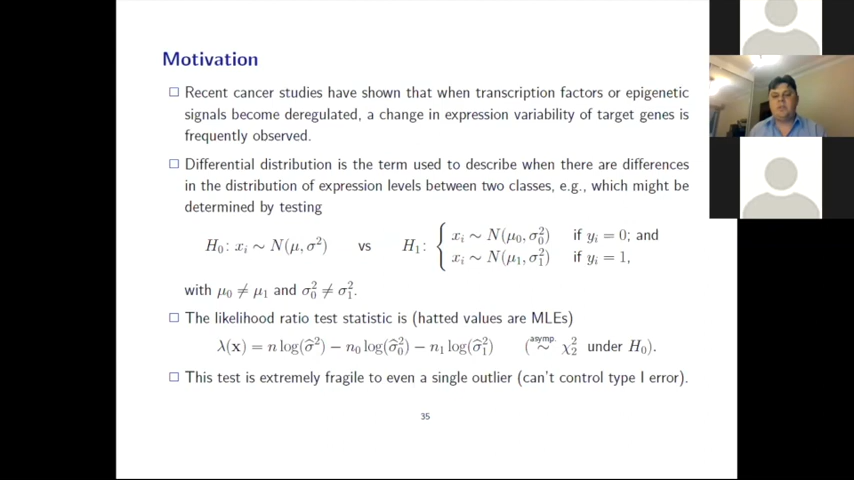 Motivation
□ Recent cancer studies have shown that when transcription factors or epigenetic
signals become deregulated, a change in expression variability of target genes is
frequently observed.
□ Differential distribution is the term used to describe when there are differences
in the distribution of expression levels between two classes, e.g., which might be
determined by testing
H₀: xᵢ ∼ N(μ, σ²) vs H₁: { xᵢ ∼ N(μ₀, σ₀²) if yᵢ = 0; and
xᵢ ∼ N(μ₁, σ₁²) if yᵢ = 1,
with μ₀ ≠ μ₁ and σ₀² ≠ σ₁².
□ The likelihood ratio test statistic is (hatted values are MLEs)
λ(x) = n log(σ̂²) − n₀ log(σ̂₀²) − n₁ log(σ̂₁²) (asymp. ∼ χ₂² under H₀).
□ This test is extremely fragile to even a single outlier (can't control type I error).
35